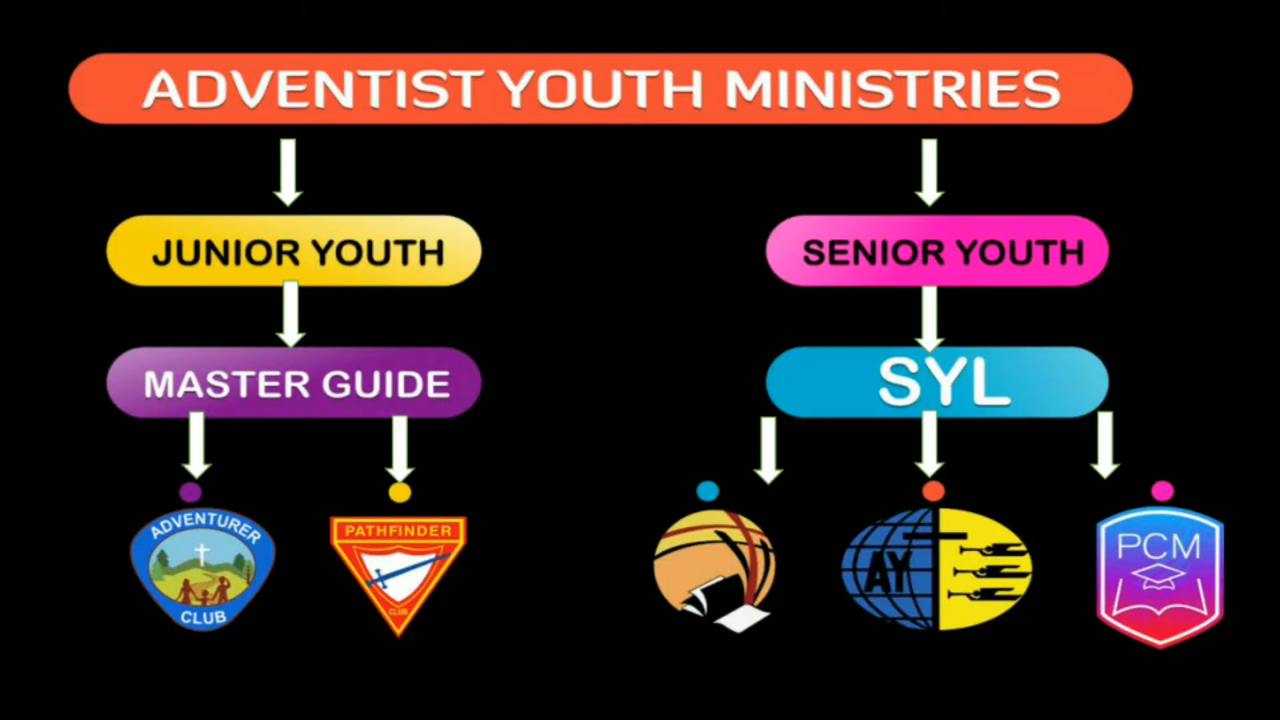 ADVENTIST YOUTH MINISTRIES
JUNIOR YOUTH
SENIOR YOUTH
MASTER GUIDE
SYL
ADVENTURER
CLUB
PATHFINDER
CLUB
AY
PCM